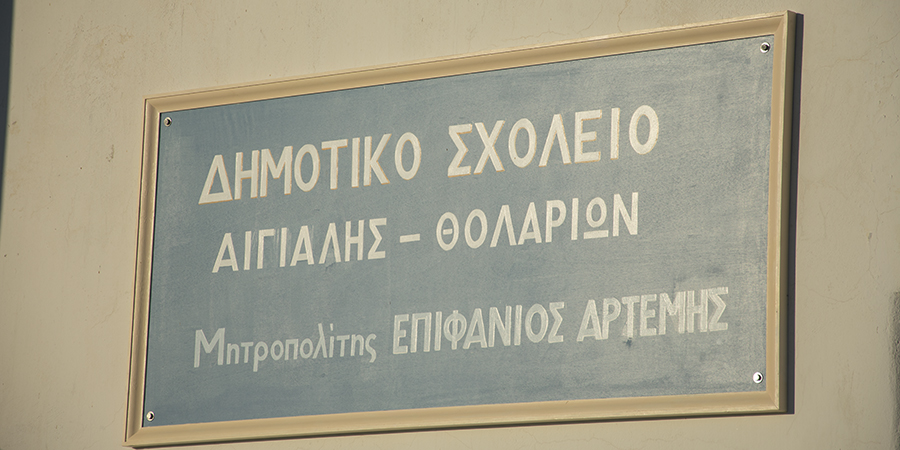 ΔΗΜΟΤΙΚΟ ΣΧΟΛΕΙΟ
ΑΙΓΙΑΛΗΣ – ΘΟΛΑΡΙΩΝ
Μητροπολίτης ΕΠΙΦΑΝΙΟΣ ΑΡΤΕΜΗΣ